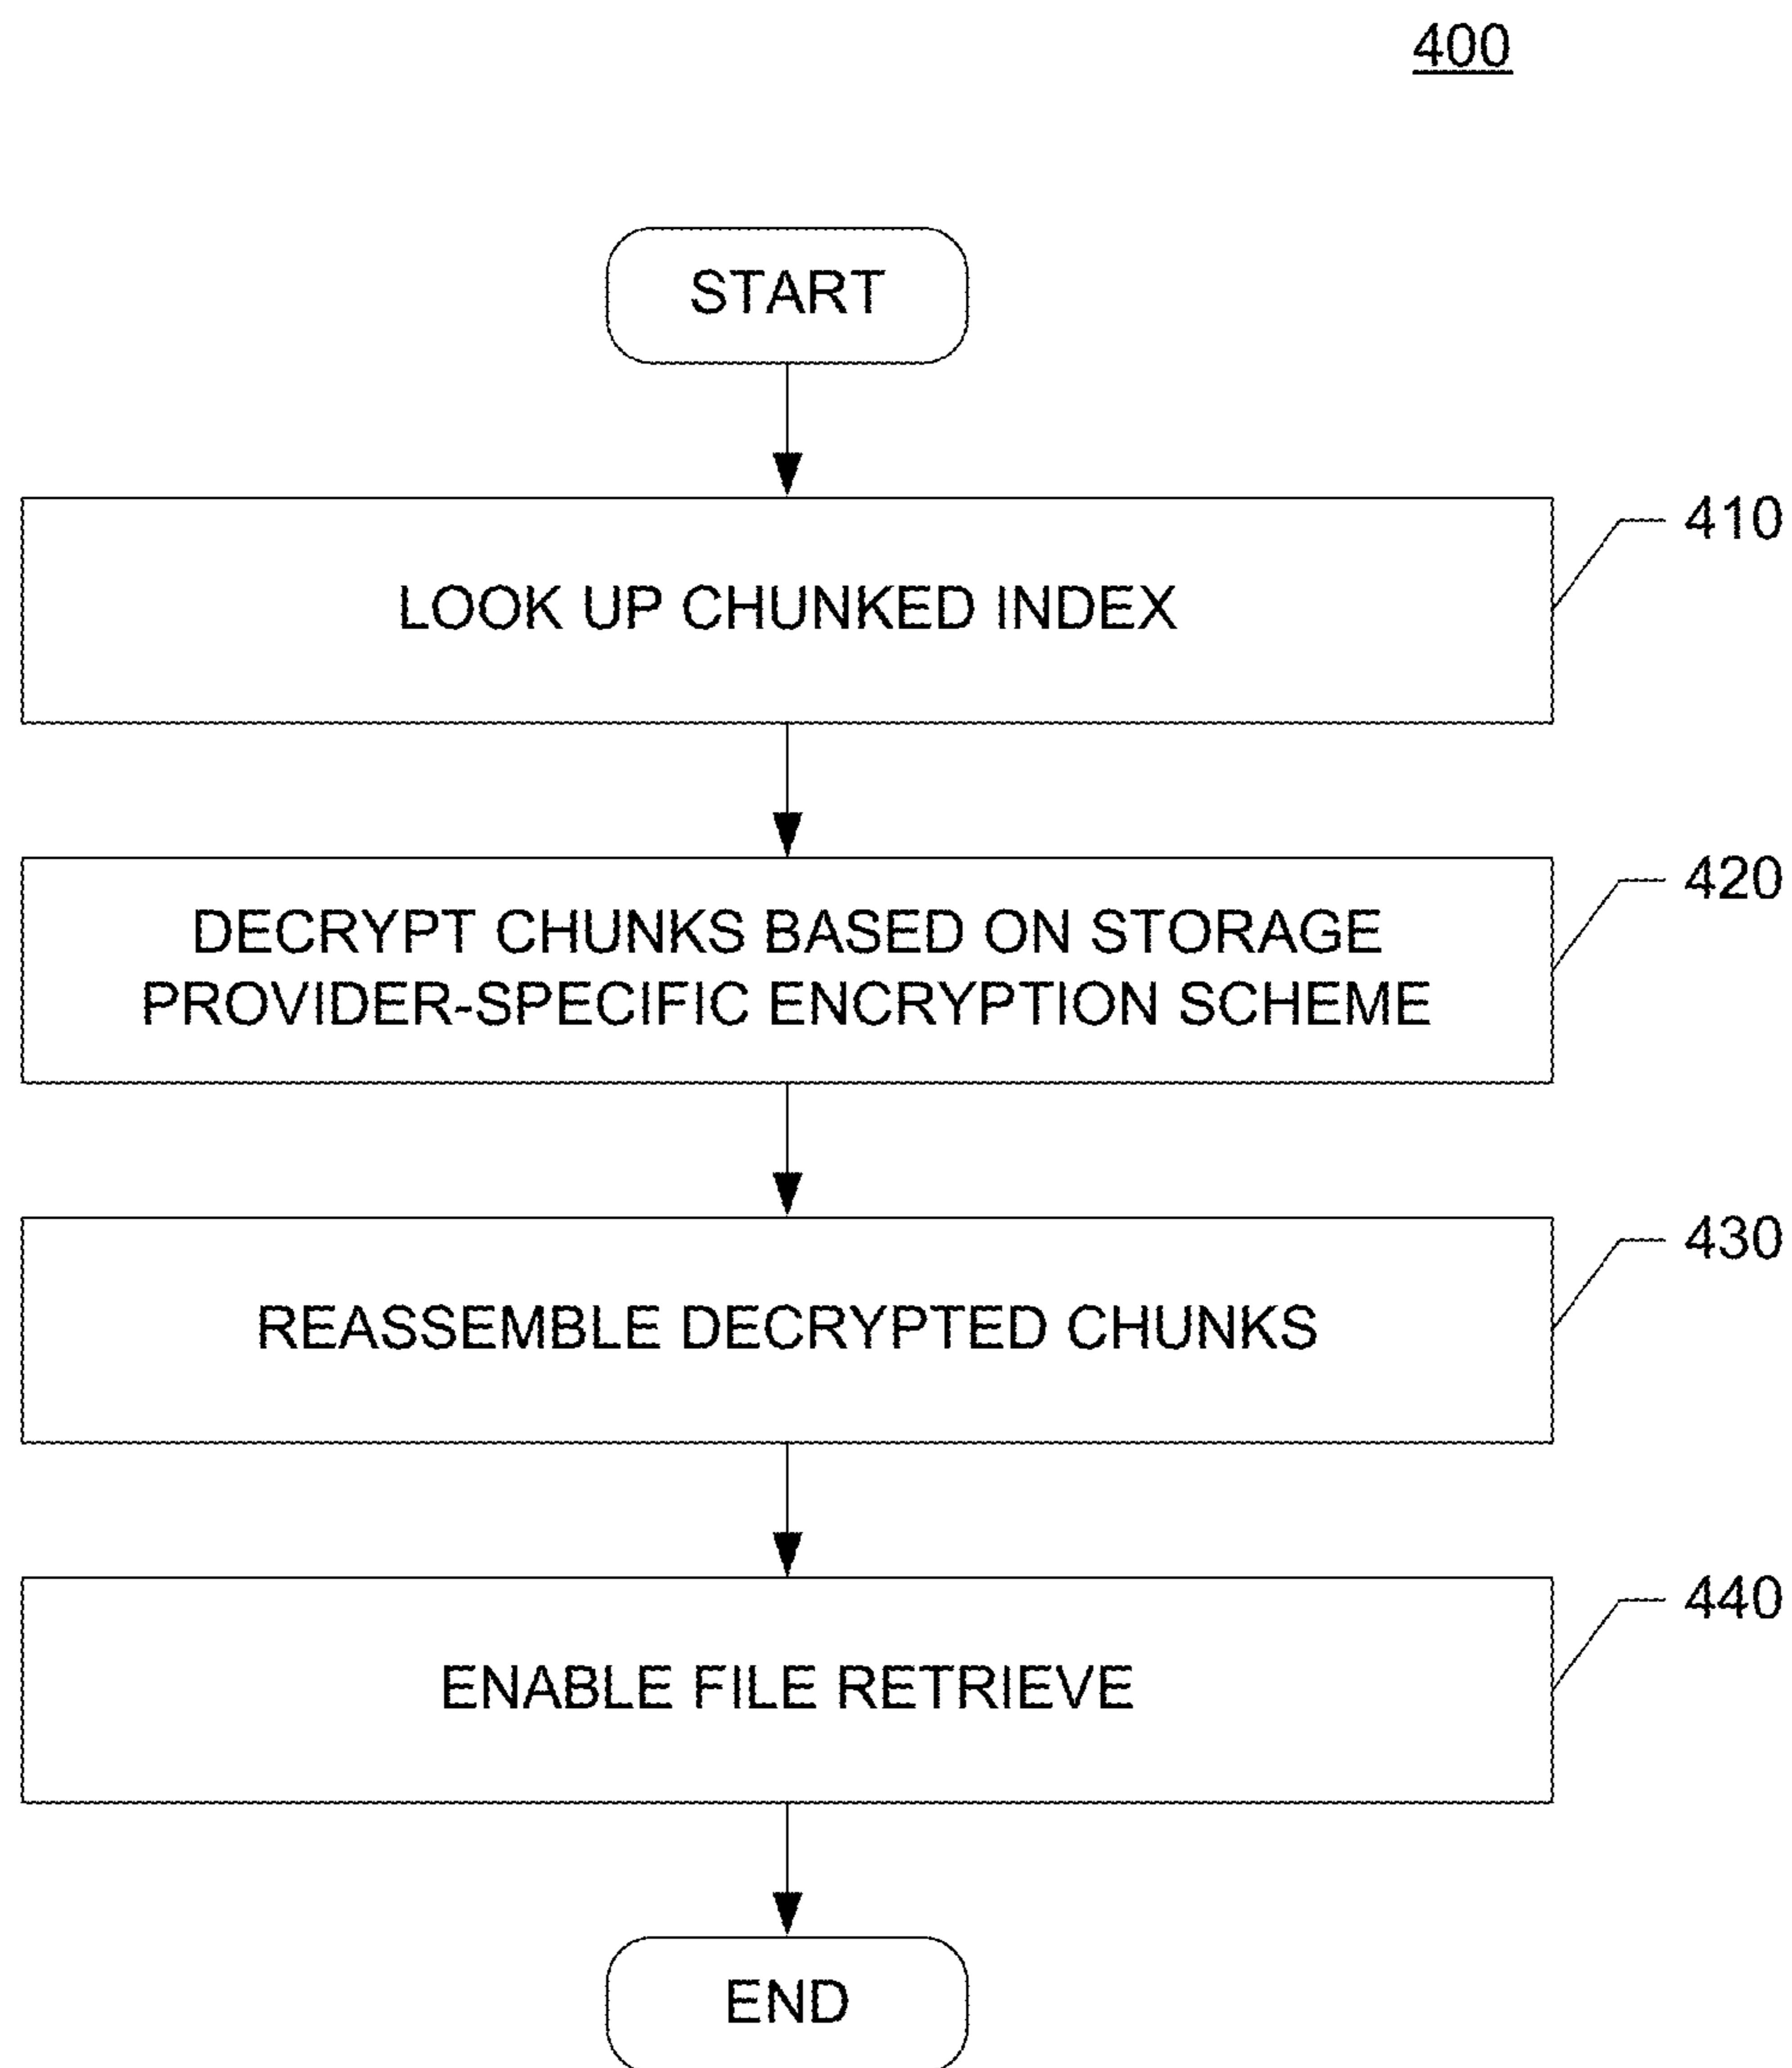 400
START
LOOK UP CHUNKED INDEX
410
DECRYPT CHUNKS BASED ON STORAGE
PROVIDER-SPECIFIC ENCRYPTION SCHEME
420
REASSEMBLE DECRYPTED CHUNKS
430
ENABLE FILE RETRIEVE
440
END